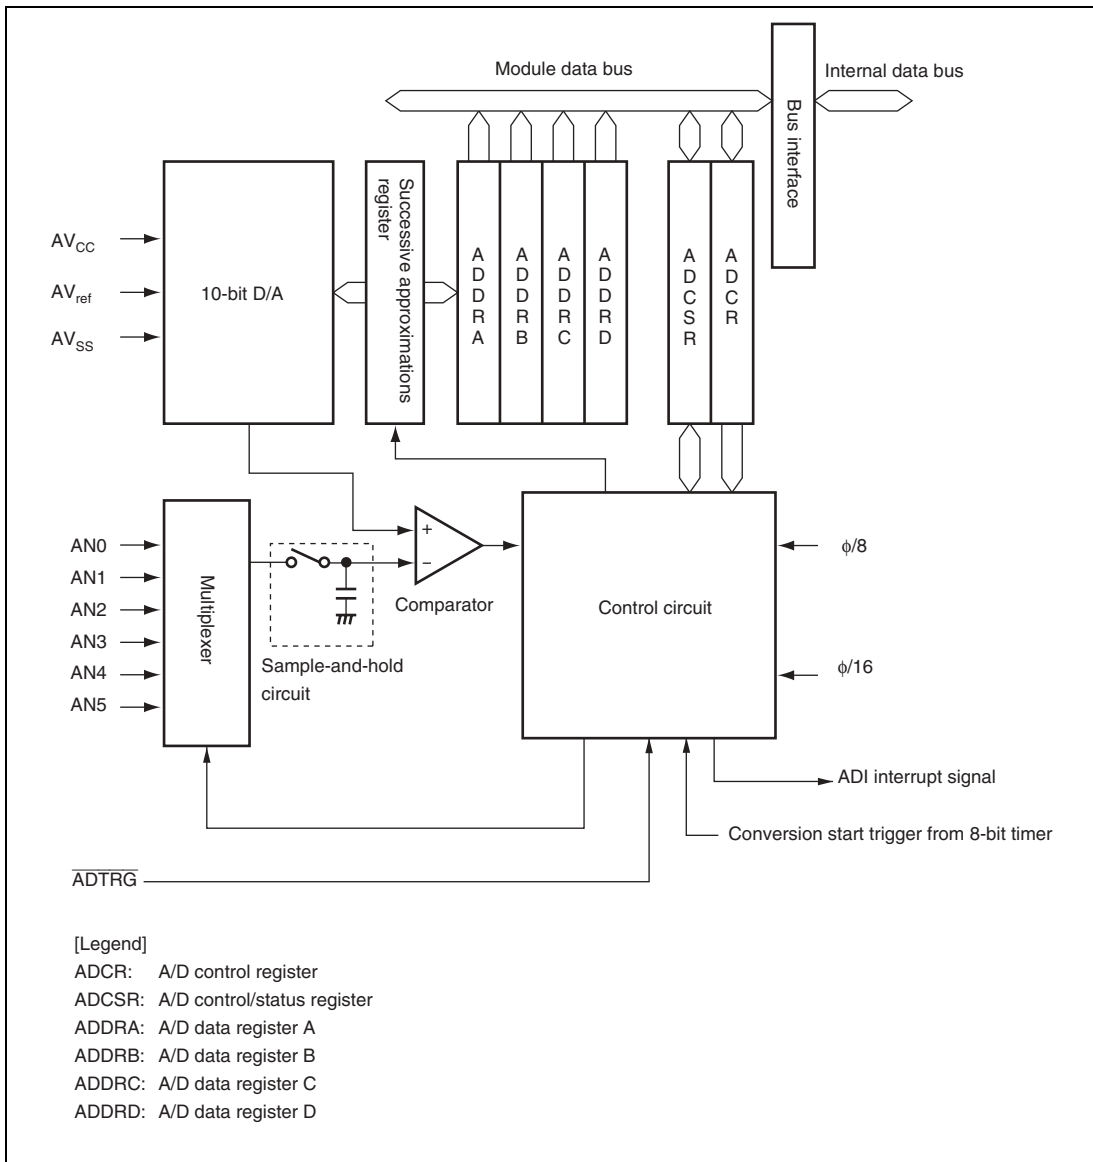 Module data bus
Internal data bus
Bus interface
AVCC
AVref
AVSS
10-bit D/A
Successive approximations
register
ADDRA
ADDRB
ADDRC
ADDRD
ADCSR
ADCR
AN0
AN1
AN2
AN3
AN4
AN5
Multiplexer
+
−
Comparator
Sample-and-hold
circuit
Control circuit
ϕ/8
ϕ/16
ADI interrupt signal
Conversion start trigger from 8-bit timer
ADTRG
[Legend]
ADCR: A/D control register
ADCSR: A/D control/status register
ADDRA: A/D data register A
ADDRB: A/D data register B
ADDRC: A/D data register C
ADDRD: A/D data register D